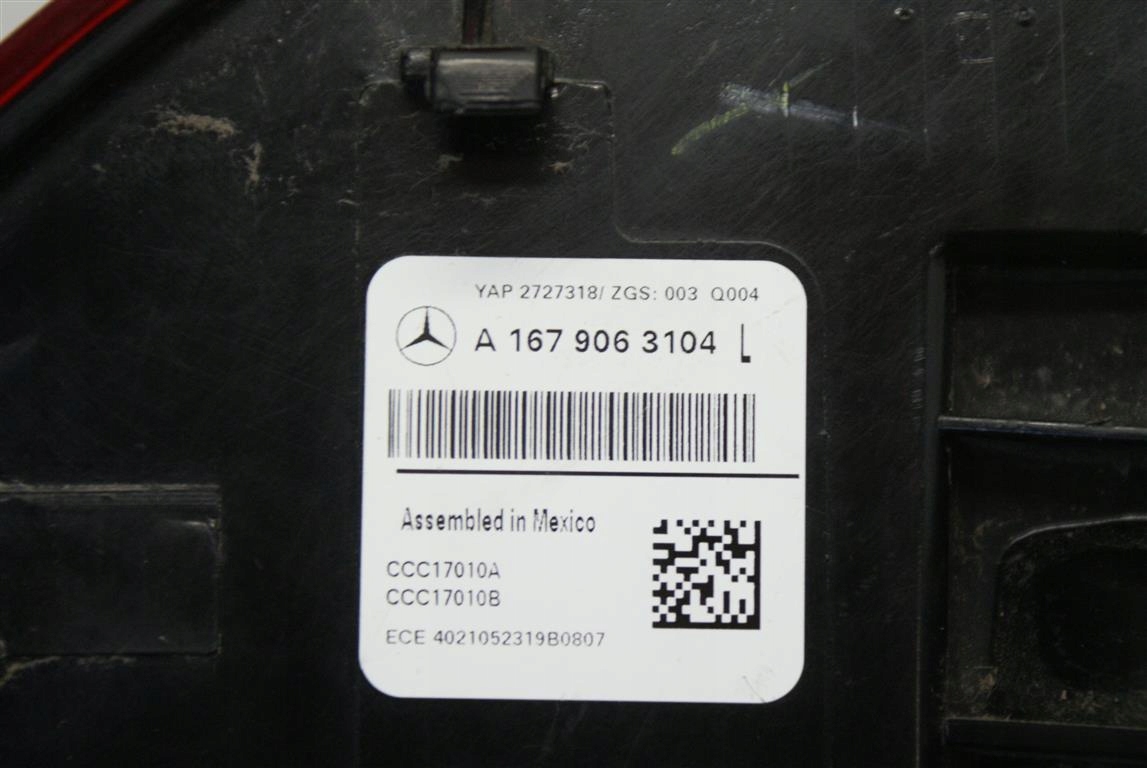 YAP 2727318/ ZGS: 003 Q004
A 167 906 3104 L
Assembled in Mexico
CCC17010A
CCC17010B
ECE 4021052319B0807